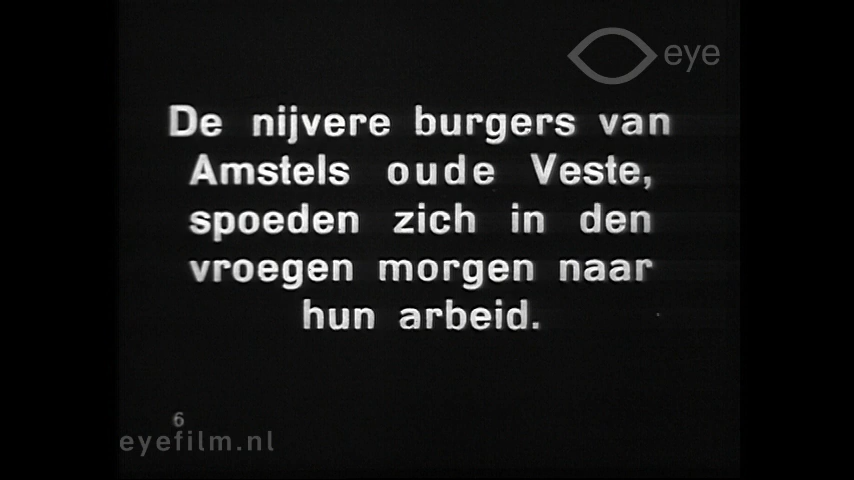 eye
De nijvere burgers van
Amstels oude Veste,
spoeden zich in den
vroegen morgen naar
hun arbeid.
6
eyefilm.nl